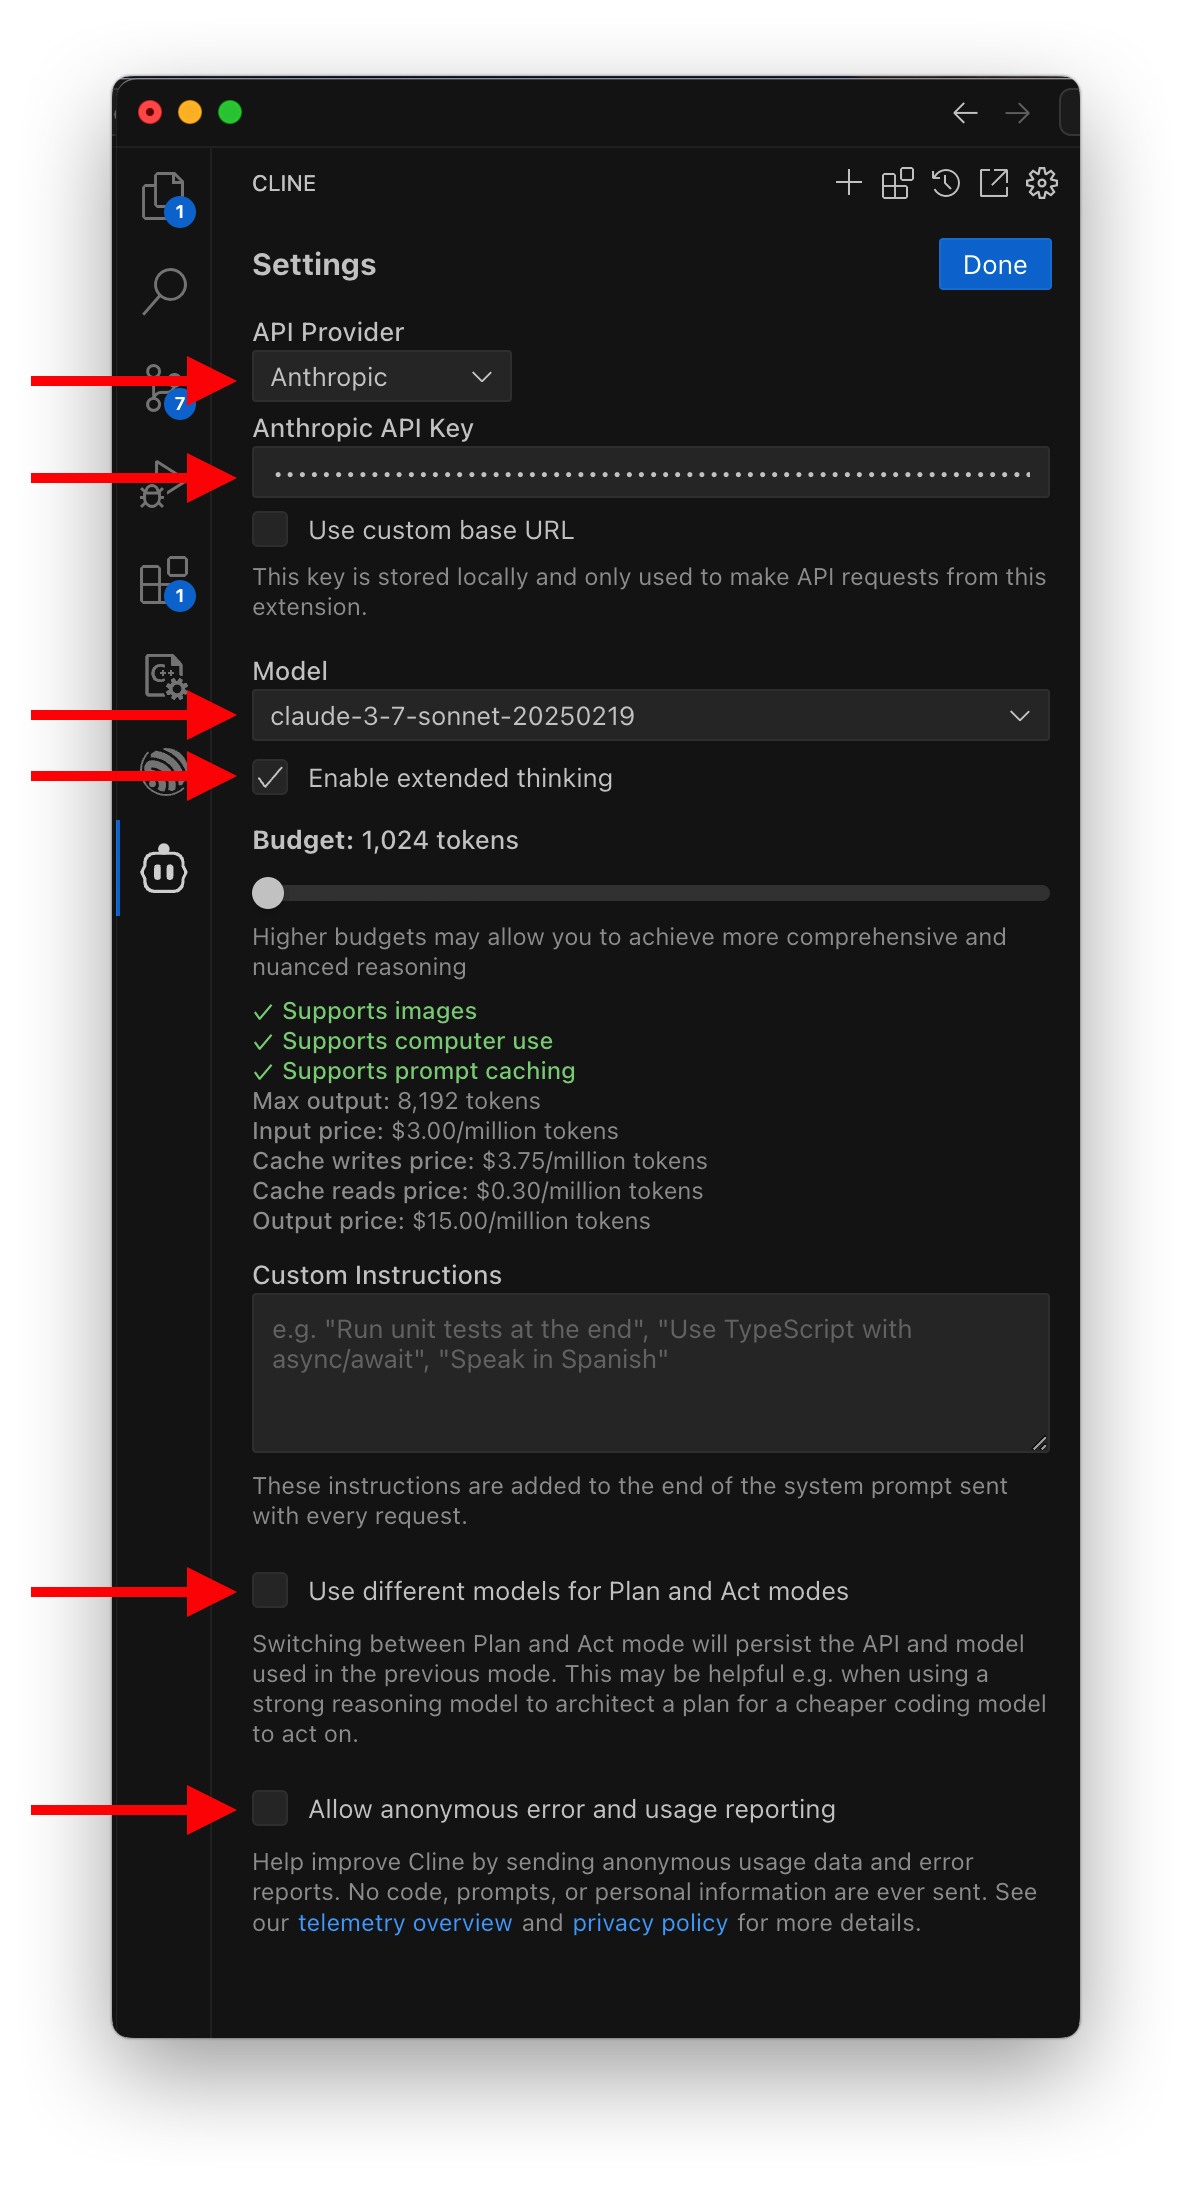 CLINE
Settings
Done
API Provider
Anthropic
Anthropic API Key
Use custom base URL
This key is stored locally and only used to make API requests from this
extension.
Model
claude-3-7-sonnet-20250219
Enable extended thinking
Budget: 1,024 tokens
Higher budgets may allow you to achieve more comprehensive and
nuanced reasoning
✓ Supports images
✓ Supports computer use
✓ Supports prompt caching
Max output: 8,192 tokens
Input price: $3.00/million tokens
Cache writes price: $3.75/million tokens
Cache reads price: $0.30/million tokens
Output price: $15.00/million tokens
Custom Instructions
e.g. "Run unit tests at the end", "Use TypeScript with
async/await", "Speak in Spanish"
These instructions are added to the end of the system prompt sent
with every request.
Use different models for Plan and Act modes
Switching between Plan and Act mode will persist the API and model
used in the previous mode. This may be helpful e.g. when using a
strong reasoning model to architect a plan for a cheaper coding model
to act on.
Allow anonymous error and usage reporting
Help improve Cline by sending anonymous usage data and error
reports. No code, prompts, or personal information are ever sent. See
our telemetry overview and privacy policy for more details.
1
7
1
C++